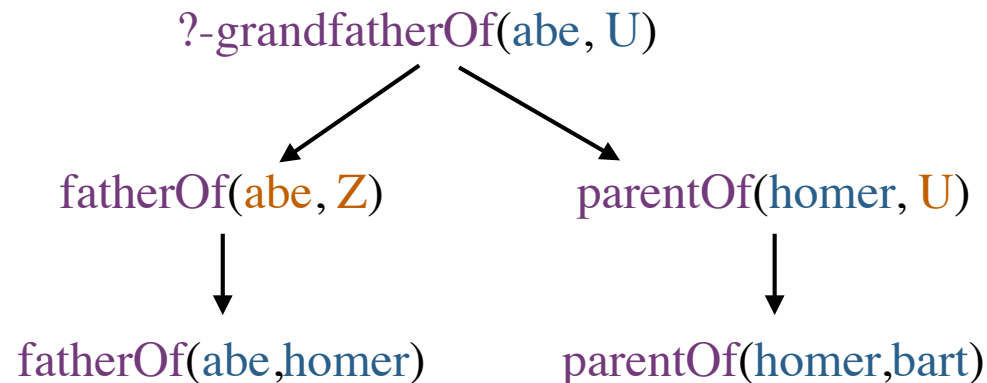 ?-grandfatherOf(abe, U)
fatherOf(abe, Z)
parentOf(homer, U)
fatherOf(abe,homer)
parentOf(homer,bart)